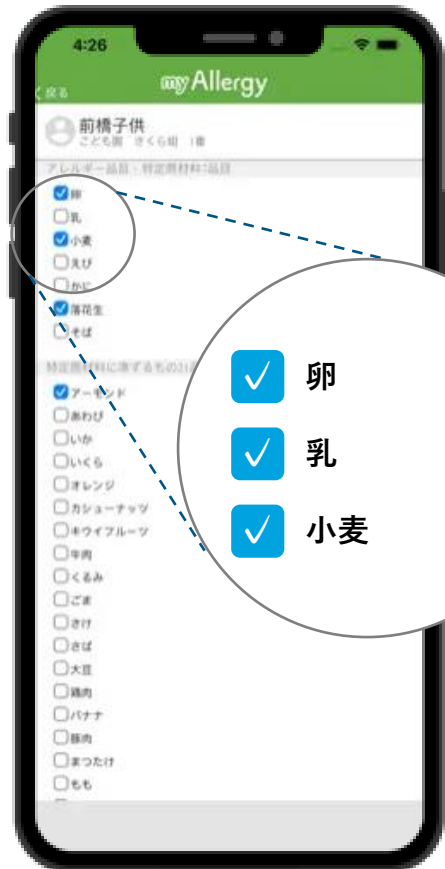 4:26
戻る
myAllergy
前橋子供
こども園 さくら組 1番
アレルギー品目・特定原材料7品目
卵
乳
小麦
えび
かに
落花生
そば
特定原材料に準ずるもの21品
アーモンド
あわび
いか
いくら
オレンジ
カシューナッツ
キウイフルーツ
牛肉
くるみ
ごま
さけ
さば
大豆
鶏肉
バナナ
豚肉
まつたけ
もも
卵
乳
小麦